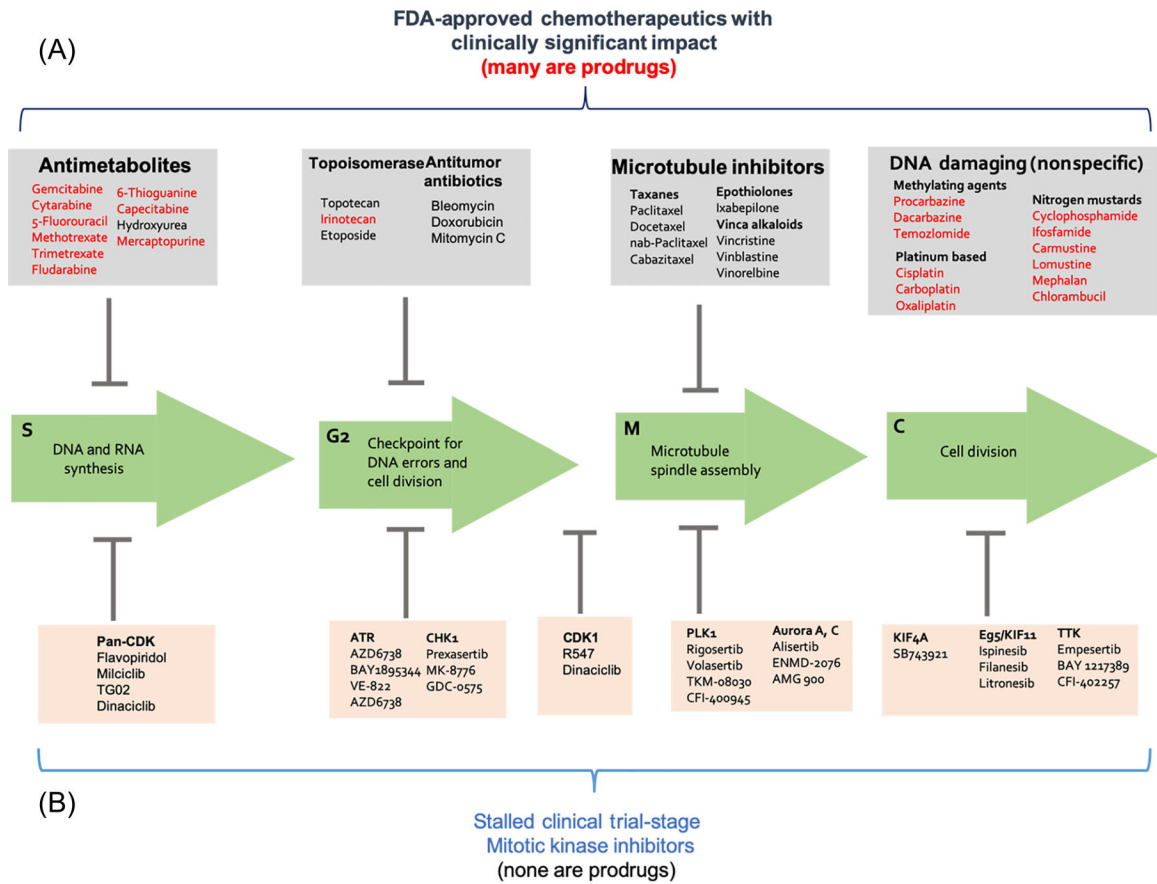 (A)
FDA-approved chemotherapeutics with
clinically significant impact
(many are prodrugs)
Antimetabolites
Gemcitabine
Cytarabine
5-Fluorouracil
Methotrexate
Trimetrexate
Fludarabine
6-Thioguanine
Capecitabine
Hydroxyurea
Mercaptopurine
Topoisomerase
Topotecan
Irinotecan
Etoposide
Antitumor
antibiotics
Bleomycin
Doxorubicin
Mitomycin C
Microtubule inhibitors
Taxanes
Paclitaxel
Docetaxel
nab-Paclitaxel
Cabazitaxel
Epothiolones
Ixabepilone
Vinca alkaloids
Vincristine
Vinblastine
Vinorelbine
DNA damaging (nonspecific)
Methylating agents
Procarbazine
Dacarbazine
Temozlomide
Platinum based
Cisplatin
Carboplatin
Oxaliplatin
Nitrogen mustards
Cyclophosphamide
Ifosfamide
Carmustine
Lomustine
Mephalan
Chlorambucil
S
DNA and RNA
synthesis
G2
Checkpoint for
DNA errors and
cell division
M
Microtubule
spindle assembly
C
Cell division
Pan-CDK
Flavopiridol
Milciclib
TG02
Dinaciclib
ATR
AZD6738
BAY1895344
VE-822
AZD6738
CHK1
Prexasertib
MK-8776
GDC-0575
CDK1
R547
Dinaciclib
PLK1
Rigosertib
Volasertib
TKM-08030
CFI-400945
Aurora A, C
Alisertib
ENMD-2076
AMG 900
KIF4A
SB743921
Eg5/KIF11
Ispinesib
Filanesib
Litronesib
TTK
Empesertib
BAY 1217389
CFI-402257
(B)
Stalled clinical trial-stage
Mitotic kinase inhibitors
(none are prodrugs)